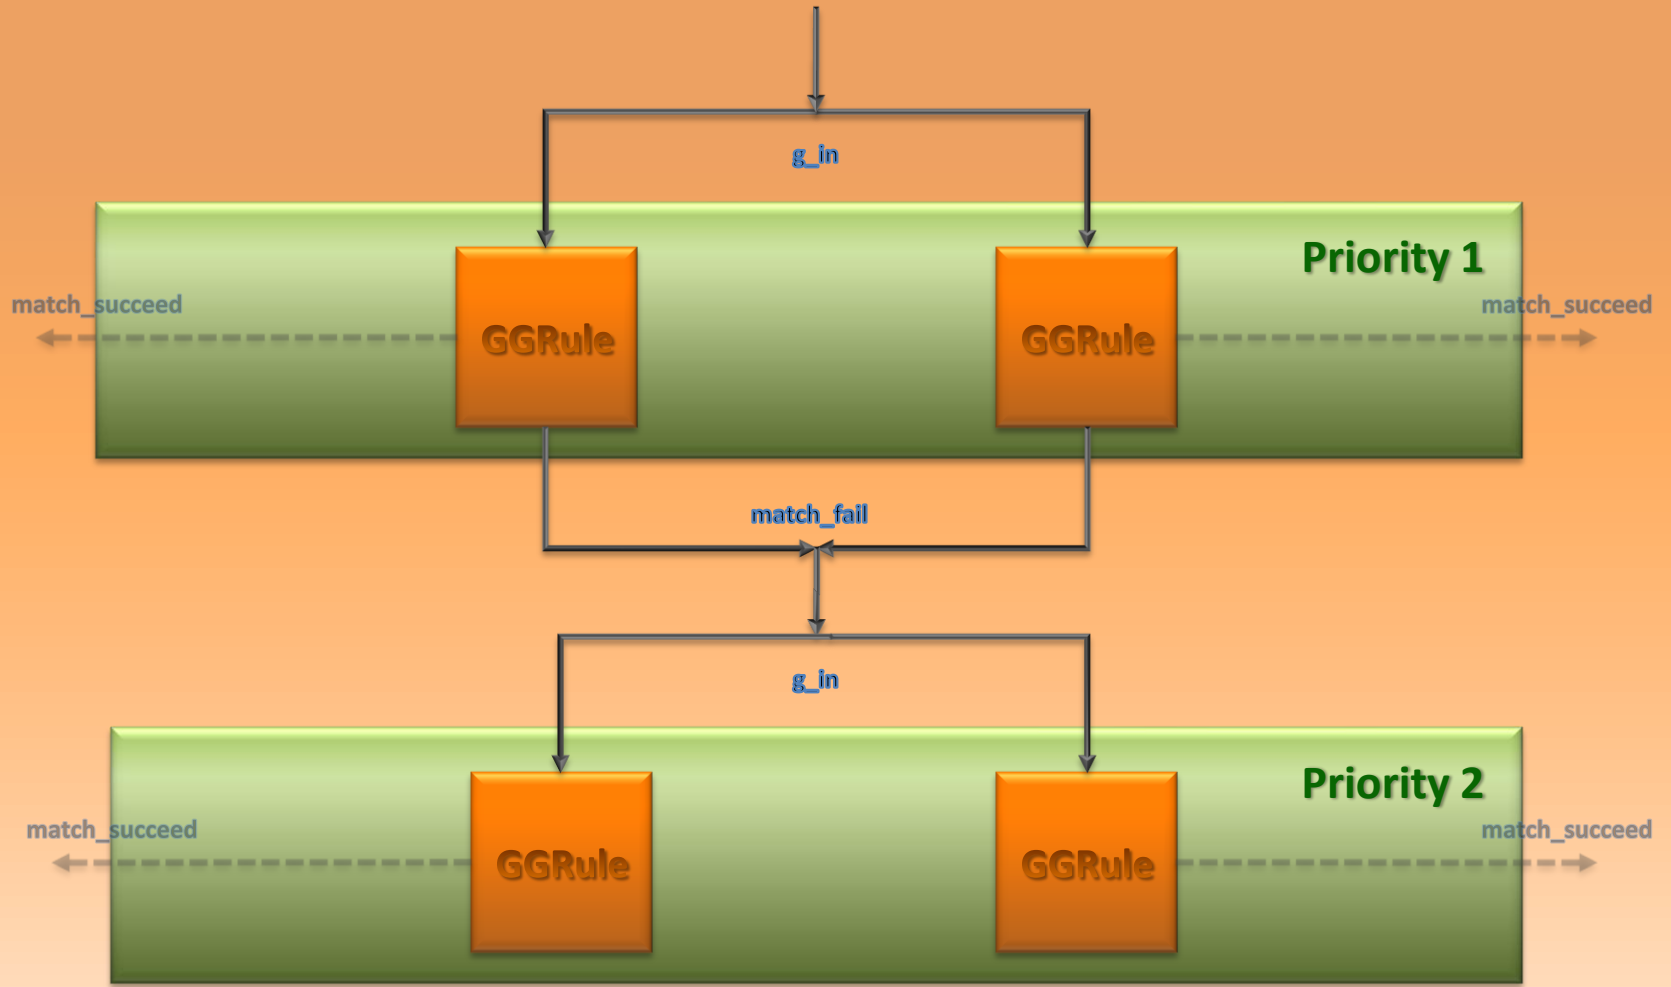 g_in
Priority 1
match_succeed
match_succeed
GGRule
GGRule
match_fail
g_in
Priority 2
match_succeed
match_succeed
GGRule
GGRule